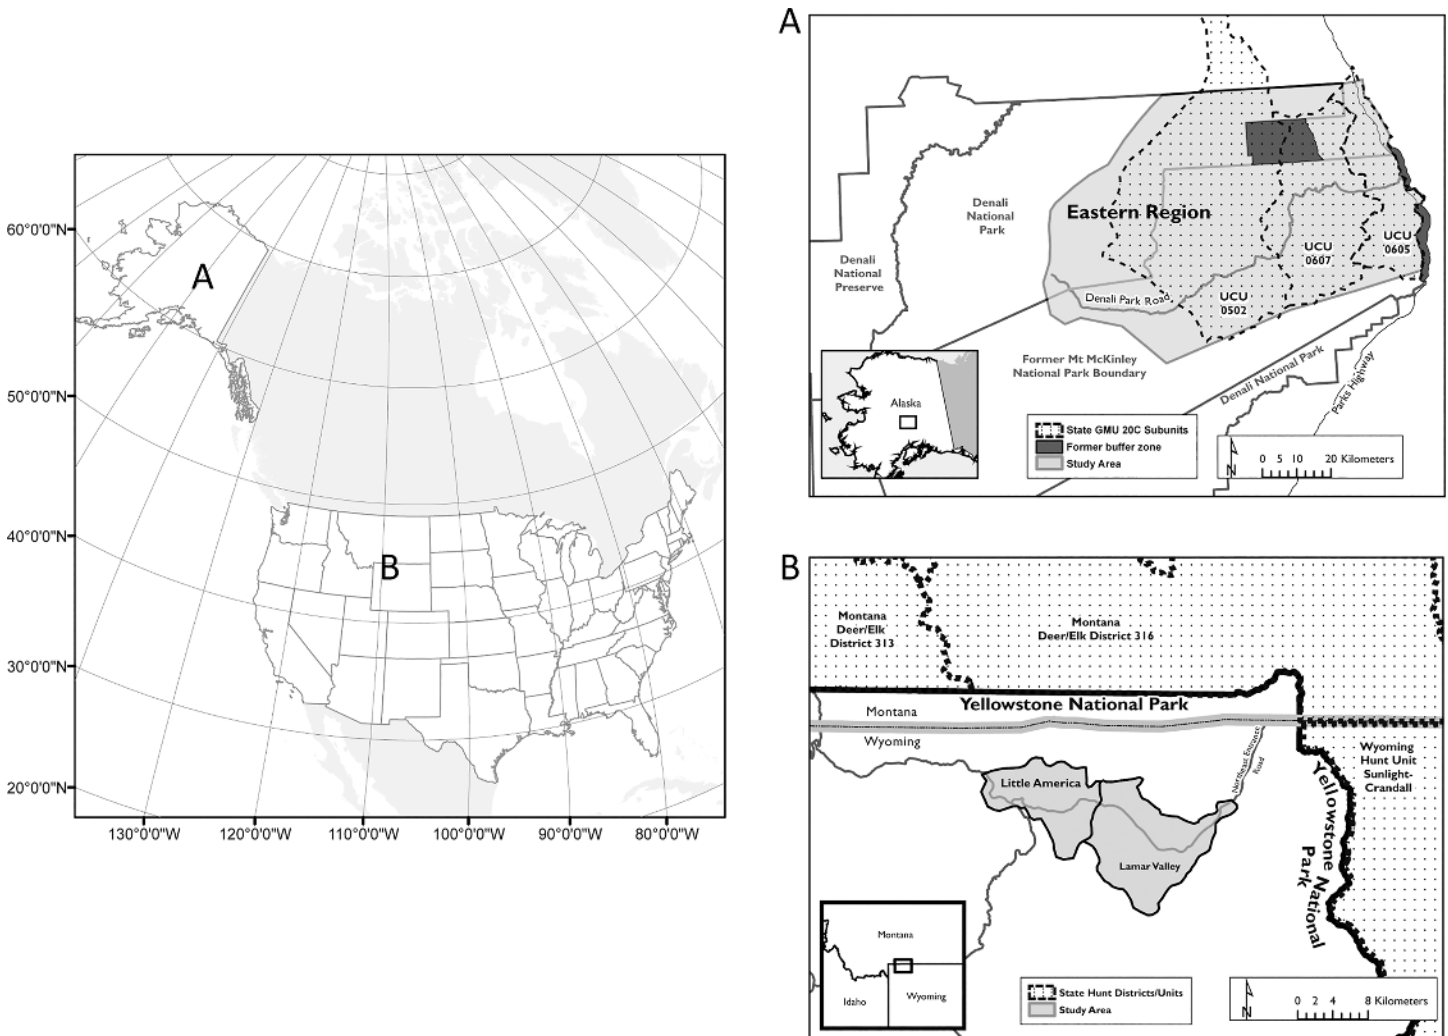 A
60°0'0"N
50°0'0"N
40°0'0"N
30°0'0"N
20°0'0"N
A
B
130°0'0"W
120°0'0"W
110°0'0"W
100°0'0"W
90°0'0"W
80°0'0"W
Denali
National
Park
Eastern Region
Denali
National
Preserve
UCU
0607
UCU
0605
Denali Park Road
UCU
0502
Former Mt McKinley
National Park Boundary
Denali National Park
Parks Highway
Alaska
State GMU 20C Subunits
Former buffer zone
Study Area
N
0 5 10 20 Kilometers
B
Montana
Deer/Elk
District 313
Montana
Deer/Elk District 316
Yellowstone National Park
Montana
Wyoming
Northeast Entrance
Road
Wyoming
Hunt Unit
Sunlight-
Crandall
Little America
Lamar Valley
Yellowstone National
Park
Montana
Idaho
Wyoming
State Hunt Districts/Units
Study Area
N
0 2 4 8 Kilometers